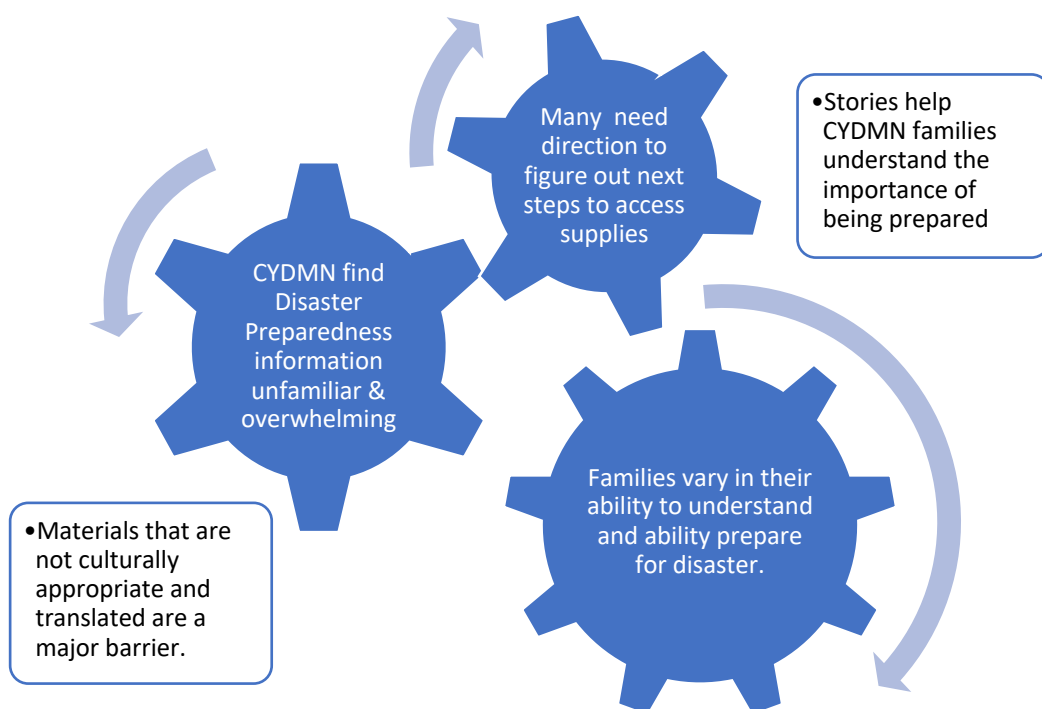 Many need
direction to
figure out next
steps to access
supplies
•Stories help
CYDMN families
understand the
importance of
being prepared
CYDMN find
Disaster
Preparedness
information
unfamiliar &
overwhelming
Families vary in their
ability to understand
and ability prepare
for disaster.
•Materials that are
not culturally
appropriate and
translated are a
major barrier.